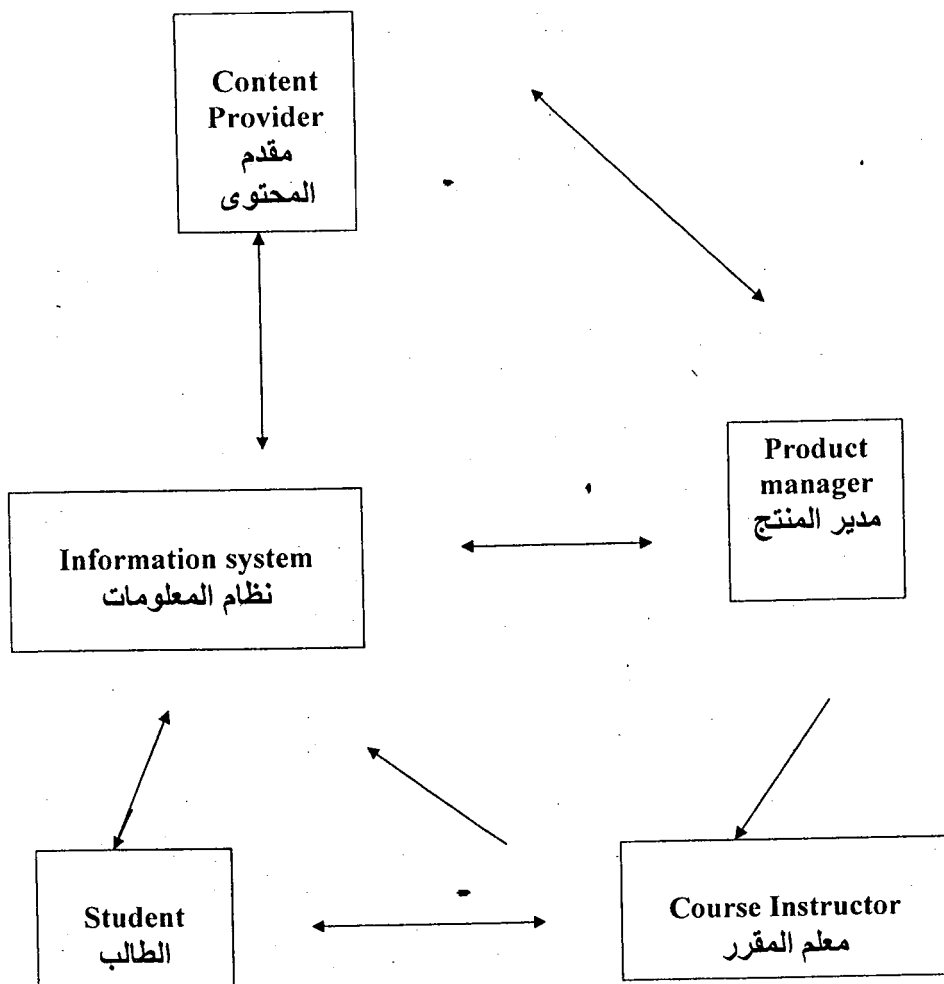 Content
Provider
مقدم
المحتوى
Product
manager
مدير المنتج
Information system
نظام المعلومات
Student
الطالب
Course Instructor
معلم المقرر